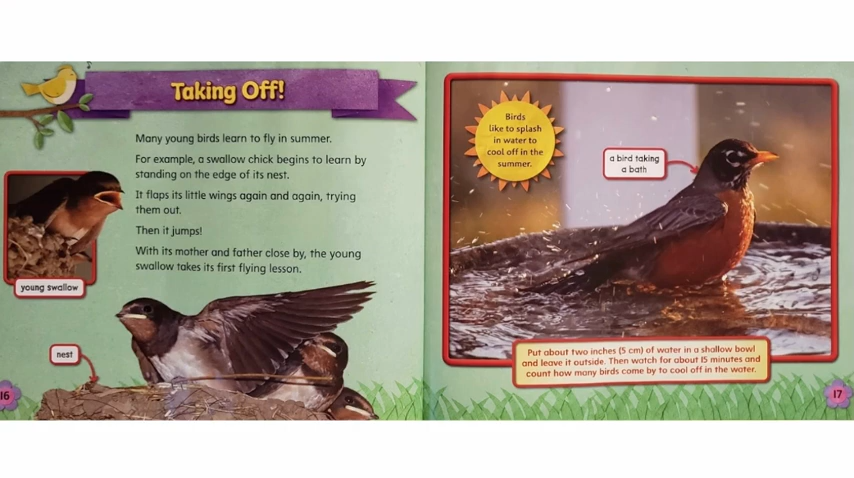 Taking Off!
Many young birds learn to fly in summer.
For example, a swallow chick begins to learn by
standing on the edge of its nest.
It flaps its little wings again and again, trying
them out.
Then it jumps!
With its mother and father close by, the young
swallow takes its first flying lesson.
young swallow
nest
16
Birds
like to splash
in water to
cool off in the
summer.
a bird taking
a bath
Put about two inches (5 cm) of water in a shallow bowl
and leave it outside. Then watch for about 15 minutes and
count how many birds come by to cool off in the water.
17